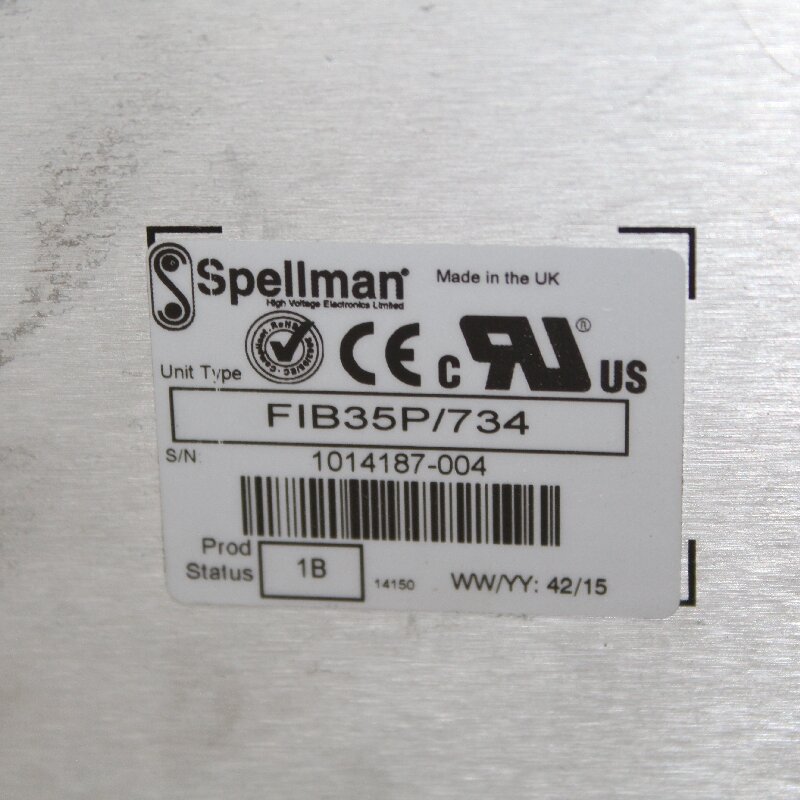 Spellman
High Voltage Electronics Limited
Made in the UK
CE c RU® US
Unit Type
FIB35P/734
S/N:
1014187-004
Prod
Status
1B
14150
WW/YY: 42/15